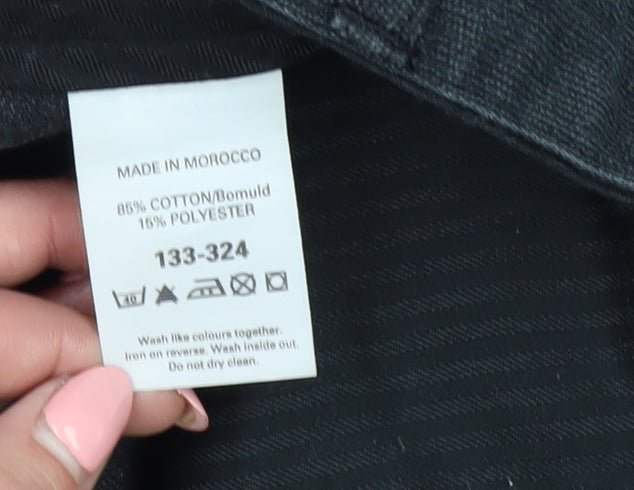 MADE IN MOROCCO
85% COTTON/Bomuld
15% POLYESTER
133-324
40
Wash like colours together.
Iron on reverse. Wash inside out.
Do not dry clean.